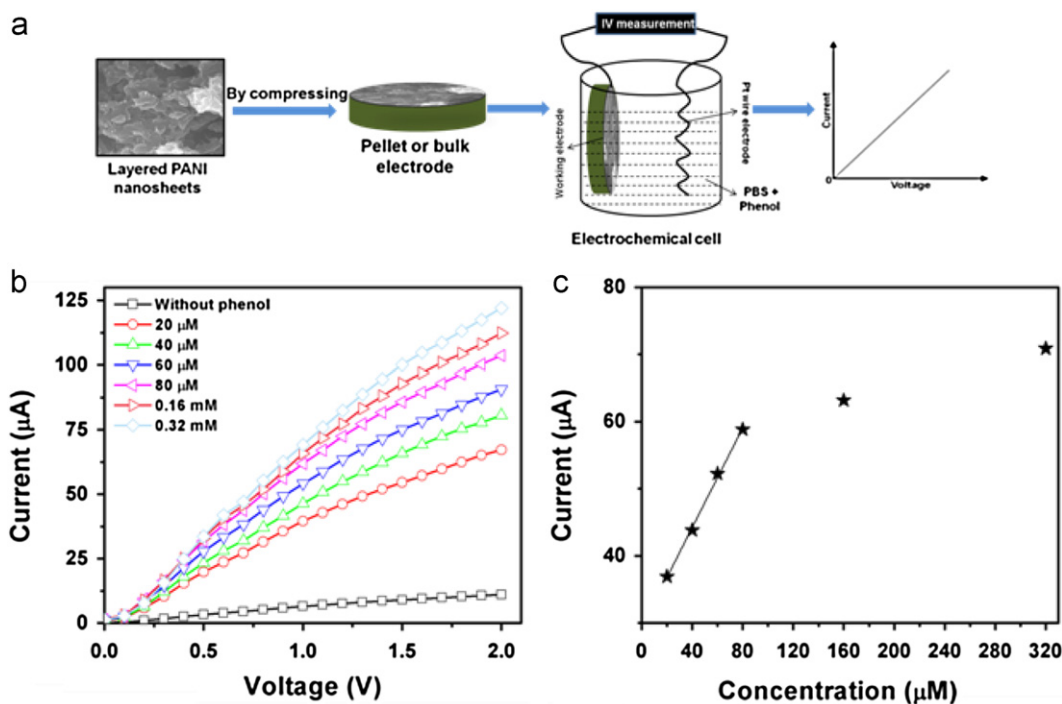 a
IV measurement
By compressing
Layered PANI
nanosheets
Pellet or bulk
electrode
Working electrode
Pt wire electrode
PBS +
Phenol
Electrochemical cell
Current
0
Voltage
b
125
100
75
50
25
0
Current (μA)
Without phenol
20 μM
40 μM
60 μM
80 μM
0.16 mM
0.32 mM
0.0 0.5 1.0 1.5 2.0
Voltage (V)
c
80
60
40
Current (μA)
0 40 80 120 160 200 240 280 320
Concentration (μM)